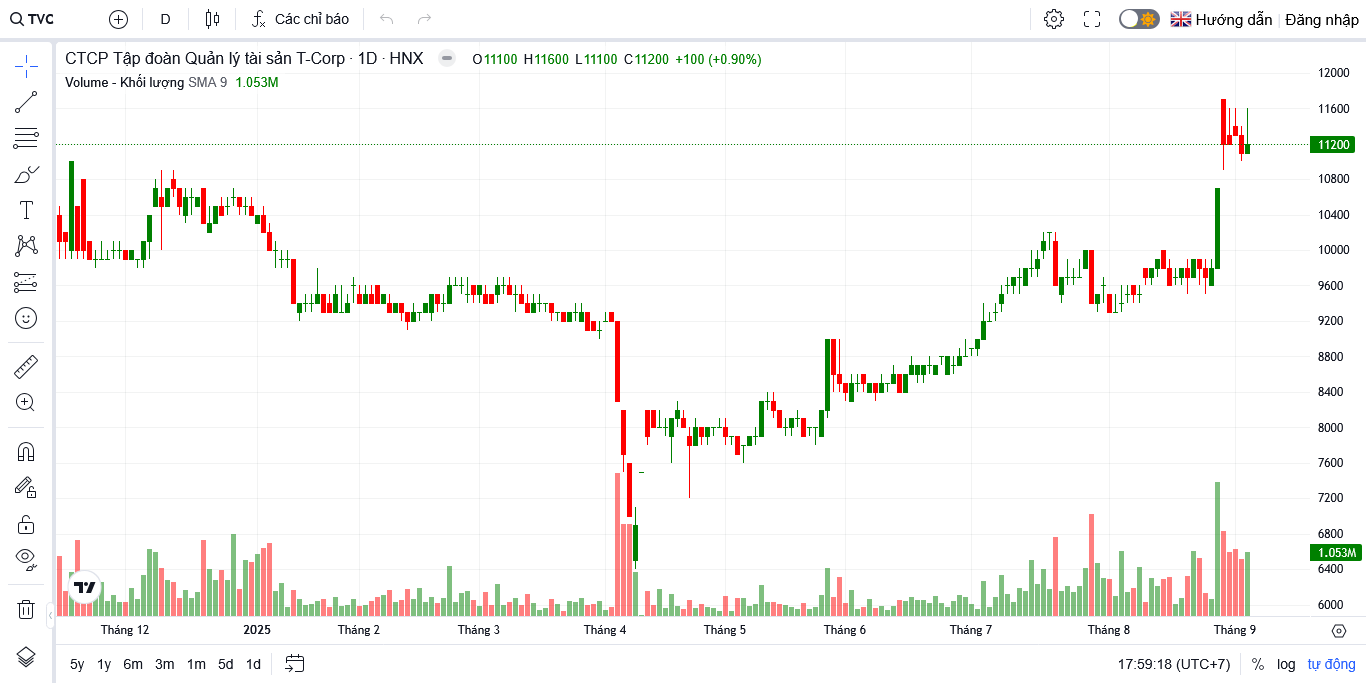 TVC D Các chỉ báo Hướng dẫn Đăng nhập
CTCP Tập đoàn Quản lý tài sản T-Corp · 1D · HNX O11100 H11600 L11100 C11200 +100 (+0.90%)
Volume - Khối lượng SMA 9 1.053M
12000
11600
11200
10800
10400
10000
9600
9200
8800
8400
8000
7600
7200
6800
1.053M
6400
6000
Tháng 12 2025 Tháng 2 Tháng 3 Tháng 4 Tháng 5 Tháng 6 Tháng 7 Tháng 8 Tháng 9
5y 1y 6m 3m 1m 5d 1d 17:59:18 (UTC+7) % log tự động